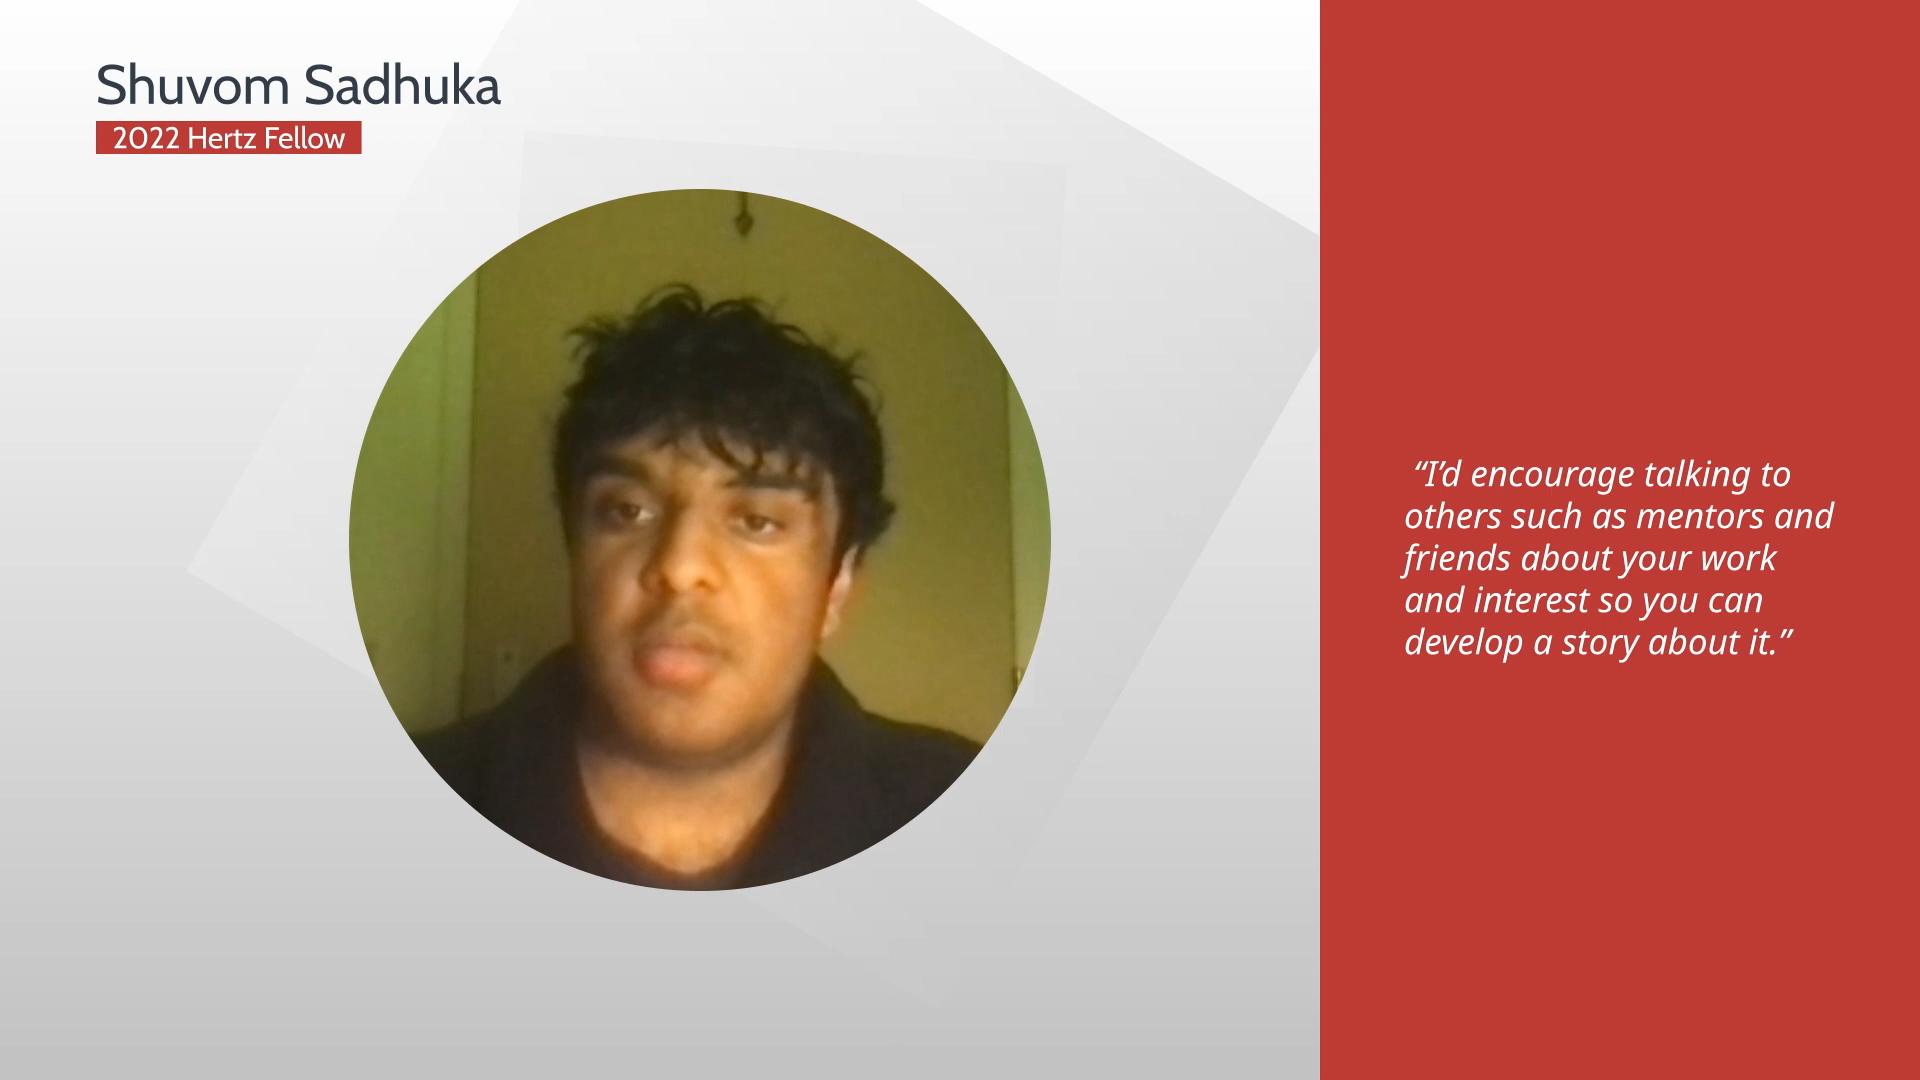 Shuvom Sadhuka
2022 Hertz Fellow
“I’d encourage talking to
others such as mentors and
friends about your work
and interest so you can
develop a story about it.”